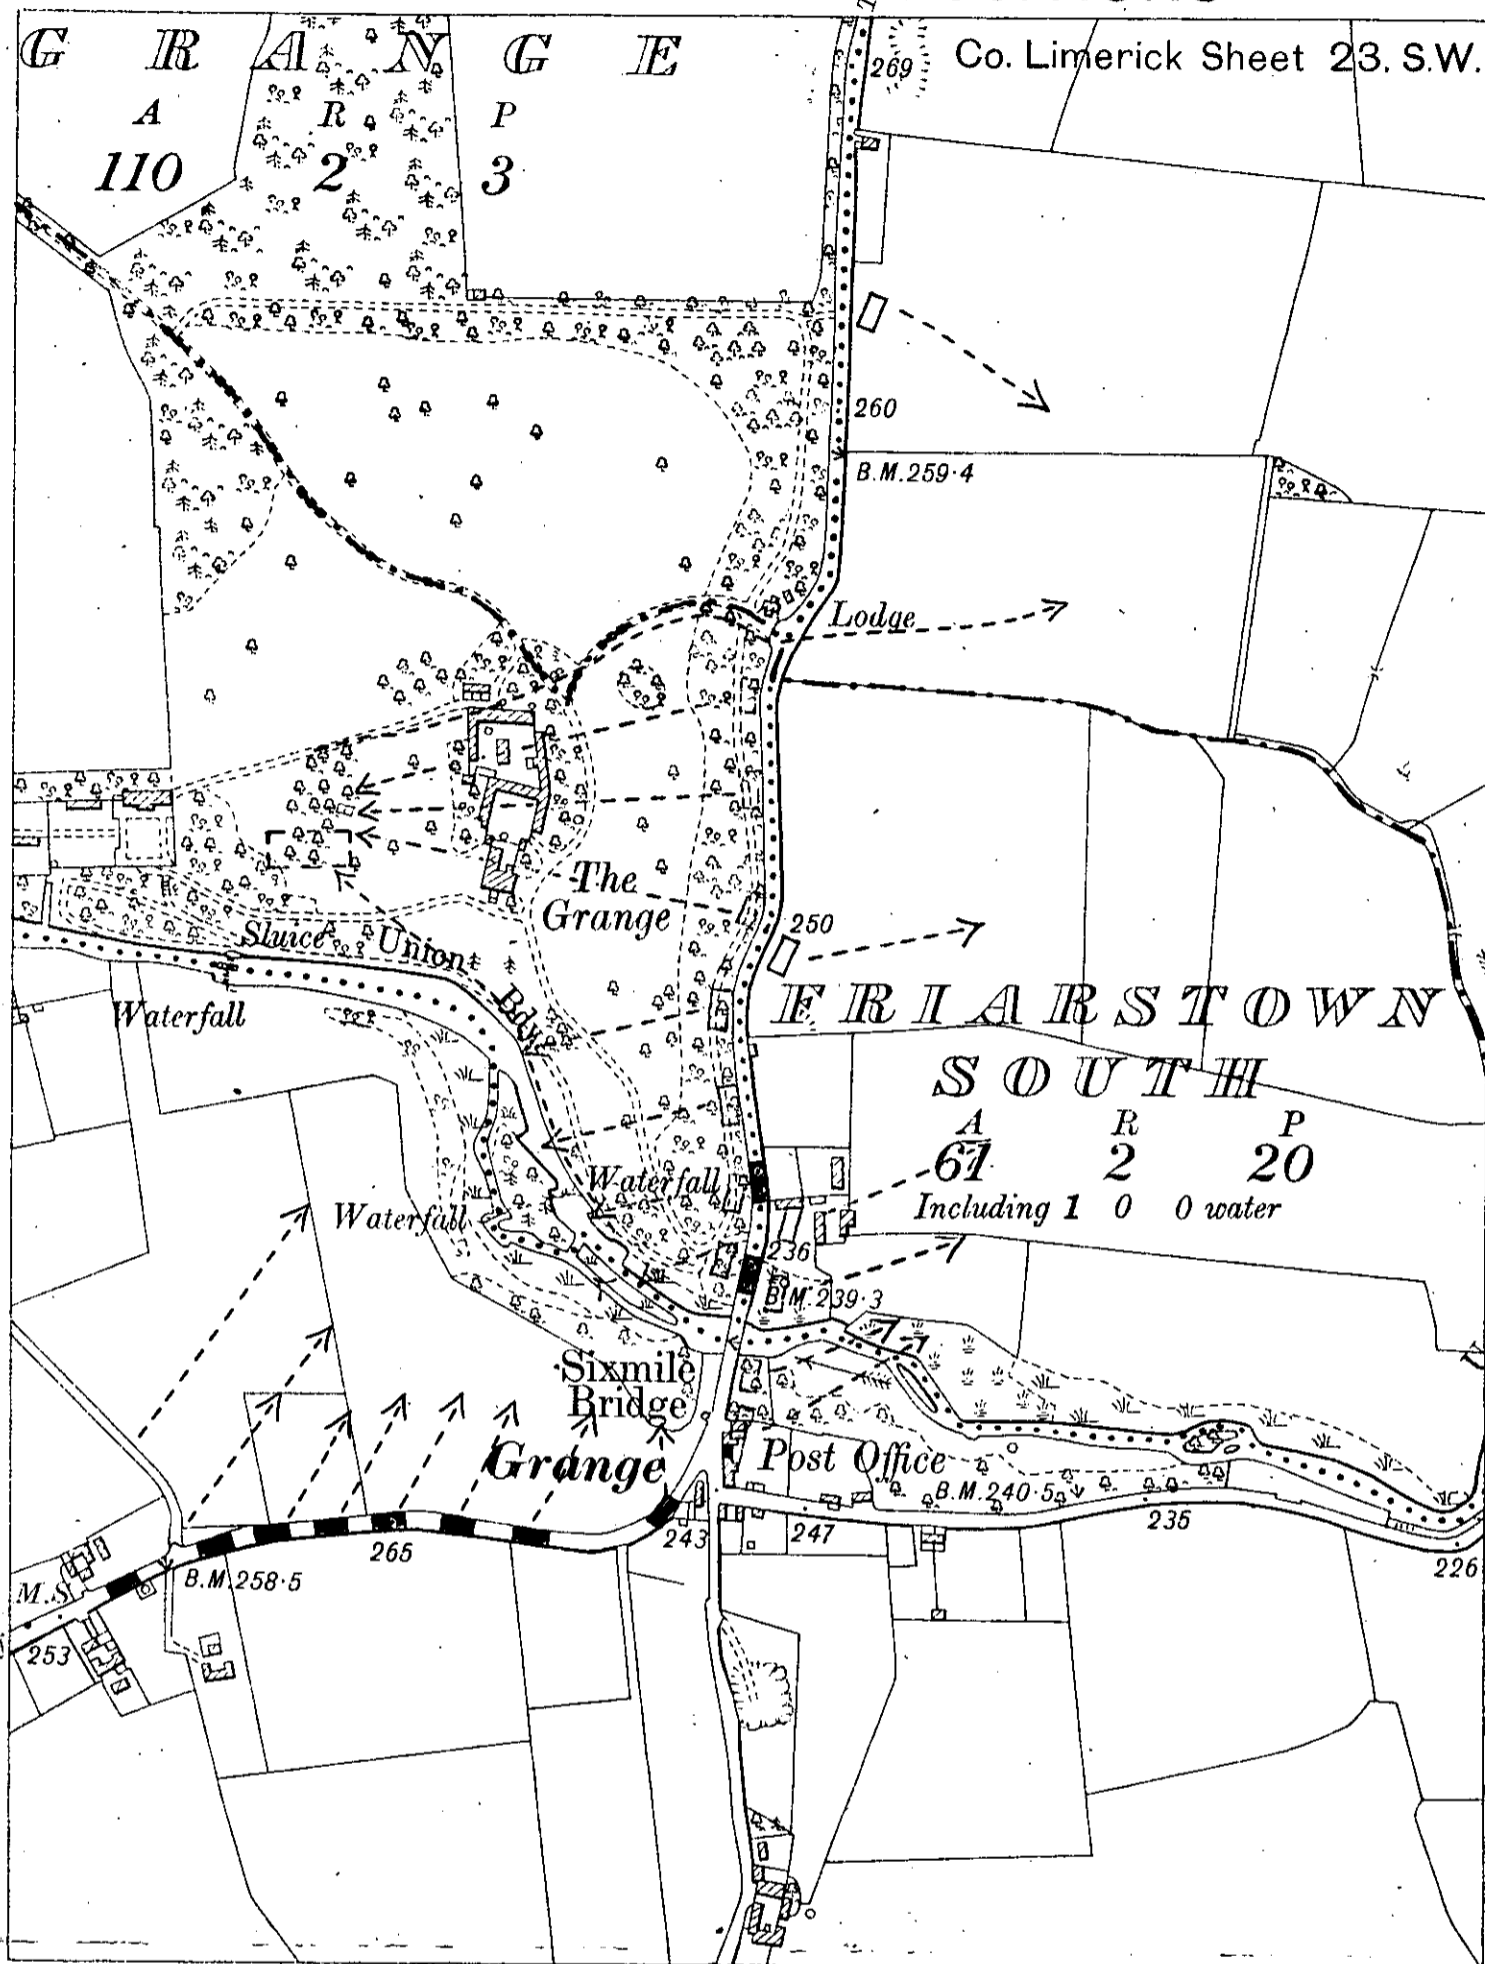 Co. Limerick Sheet 23. S.W.
GRANGE
A R P
110 2 3
269
260
B.M.259·4
Lodge
The
Grange
250
Sluice
Union
Bdy.
Waterfall
FRIARSTOWN
SOUTH
A R P
61 2 20
Including 1 0 0 water
Waterfall
Waterfall
236
B.M.239·3
Sixmile
Bridge
Grange
Post Office
B.M.240·5
243
247
235
226
265
B.M.258·5
M.S.
253
U